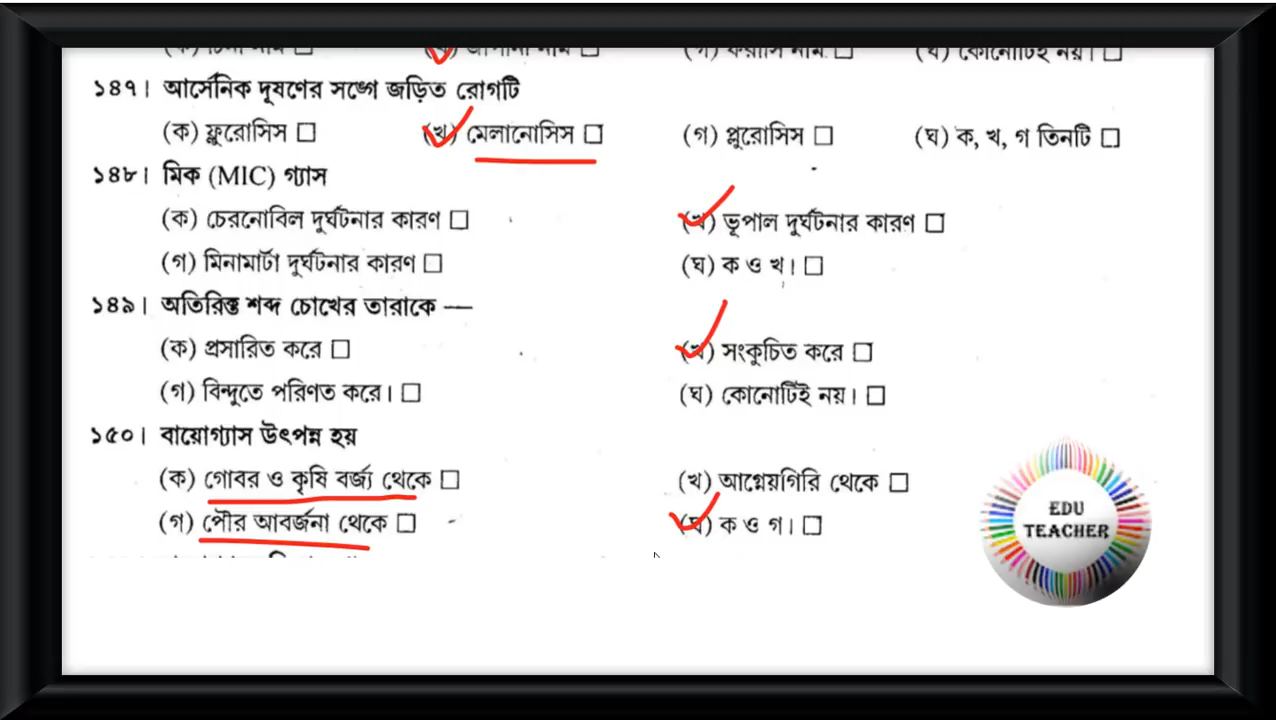 ১৪৭। আর্সেনিক দূষণের সঙ্গে জড়িত রোগটি
(ক) ফ্লুরোসিস □ (খ) মেলানোসিস □ (গ) প্লুরোসিস □ (ঘ) ক, খ, গ তিনটি □
১৪৮। মিক (MIC) গ্যাস
(ক) চেরনোবিল দুর্ঘটনার কারণ □ (খ) ভূপাল দুর্ঘটনার কারণ □
(গ) মিনামাটা দুর্ঘটনার কারণ □ (ঘ) ক ও খ। □
১৪৯। অতিরিক্ত শব্দ চোখের তারাকে —
(ক) প্রসারিত করে □ (খ) সংকুচিত করে □
(গ) বিন্দুতে পরিণত করে। □ (ঘ) কোনোটিই নয়। □
১৫০। বায়োগ্যাস উৎপন্ন হয়
(ক) গোবর ও কৃষি বর্জ্য থেকে □ (খ) আগ্নেয়গিরি থেকে □
(গ) পৌর আবর্জনা থেকে □ (ঘ) ক ও গ। □
EDU
TEACHER